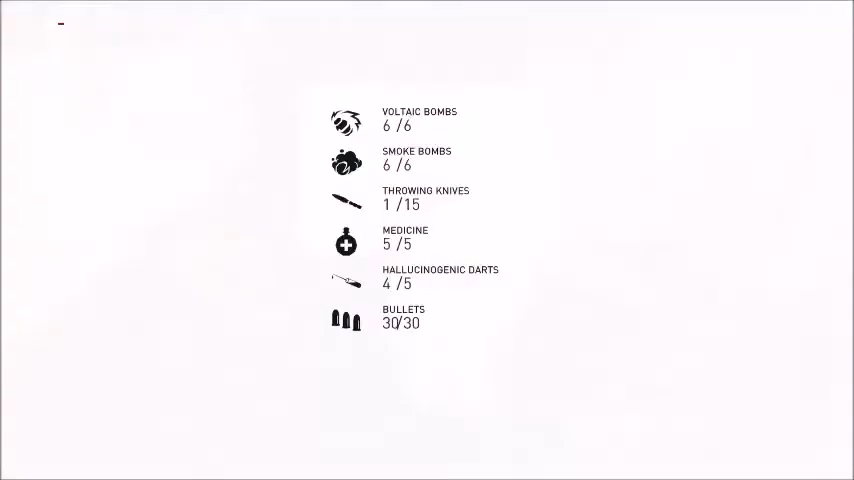 VOLTAIC BOMBS
6 /6
SMOKE BOMBS
6 /6
THROWING KNIVES
1 /15
MEDICINE
5 /5
HALLUCINOGENIC DARTS
4 /5
BULLETS
30/30